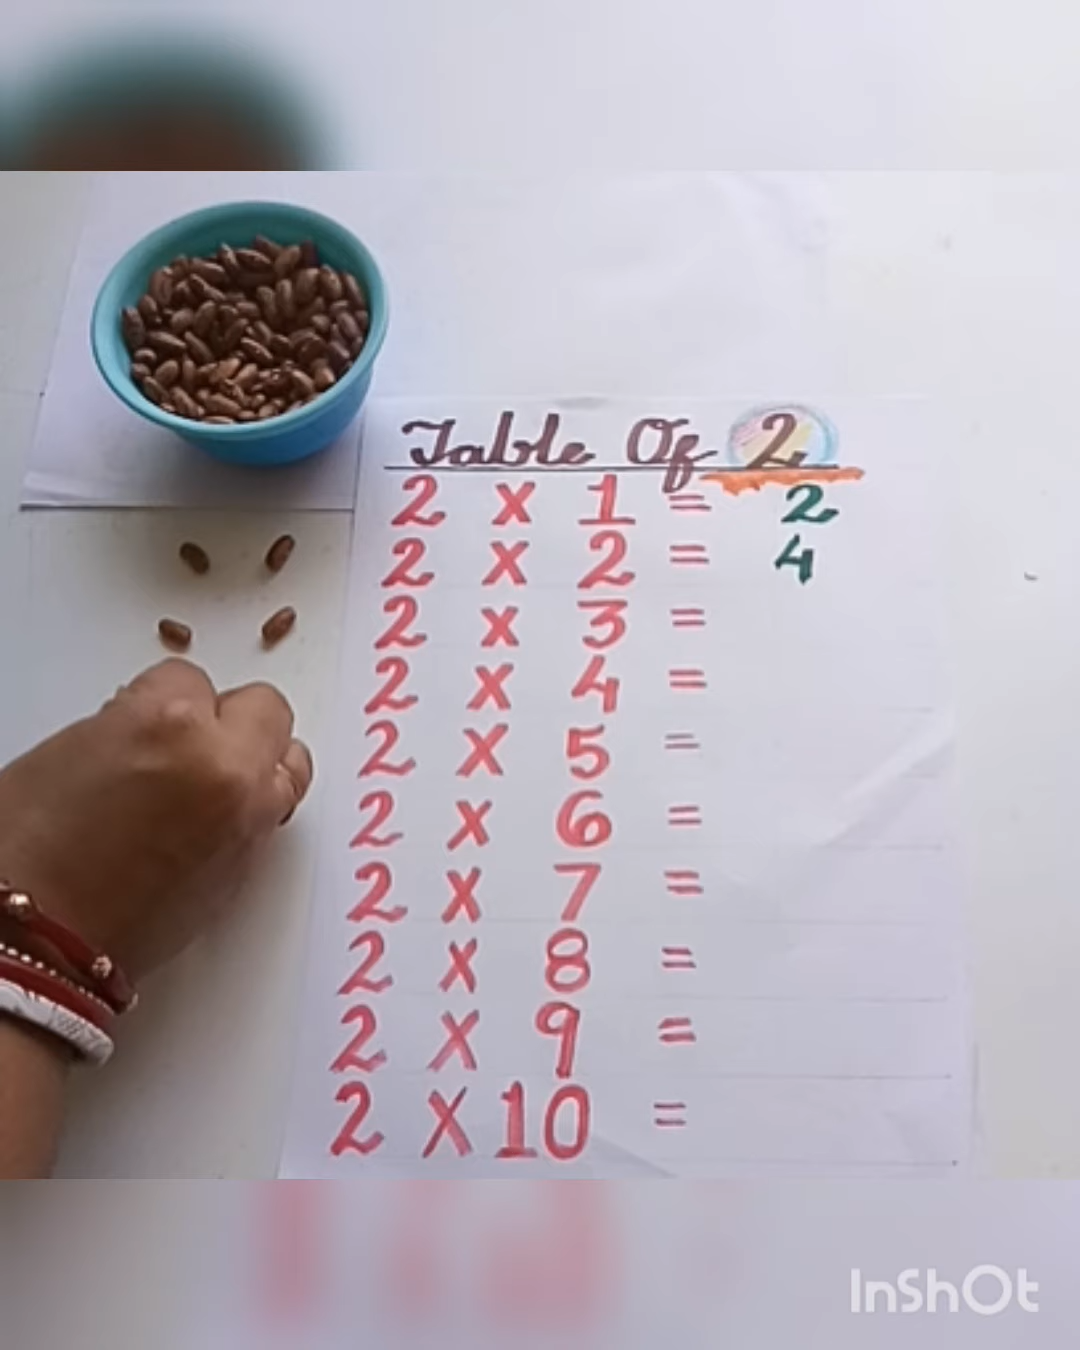 Table Of 2
2 x 1 = 2
2 x 2 = 4
2 x 3 =
2 x 4 =
2 x 5 =
2 x 6 =
2 x 7 =
2 x 8 =
2 x 9 =
2 x 10 =
InShOt